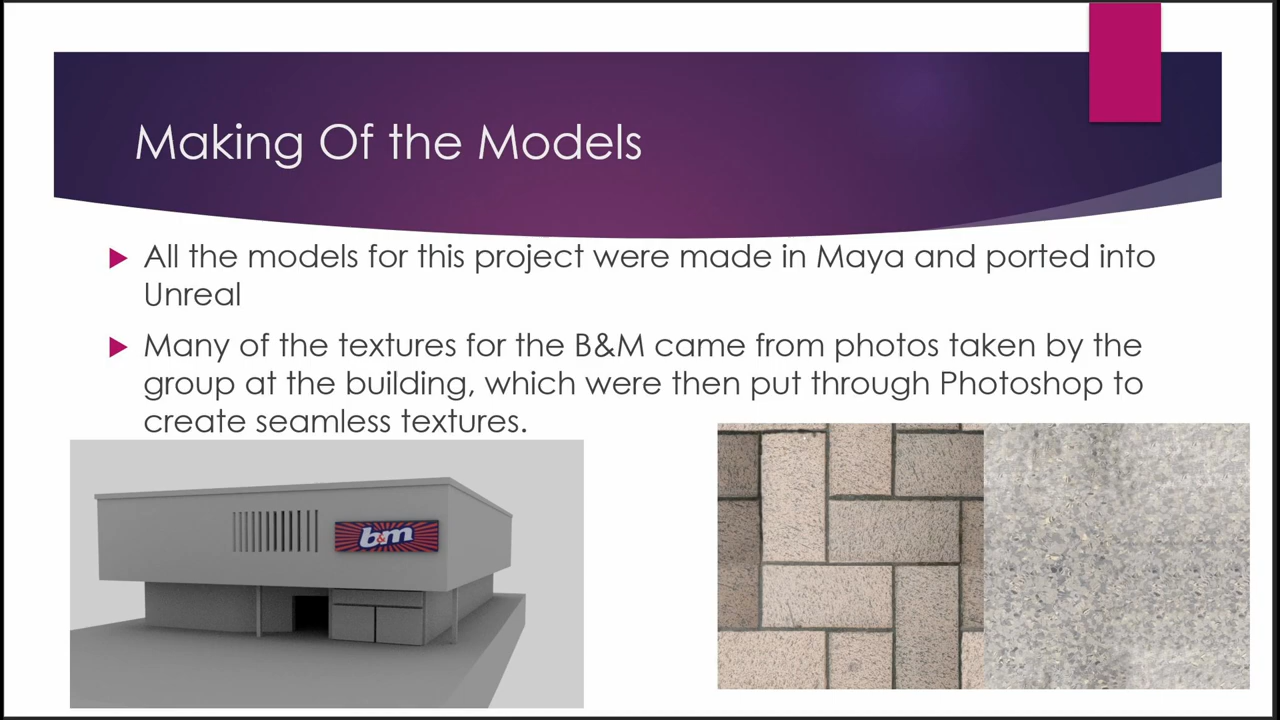 Making Of the Models
All the models for this project were made in Maya and ported into
Unreal
Many of the textures for the B&M came from photos taken by the
group at the building, which were then put through Photoshop to
create seamless textures.
b&m